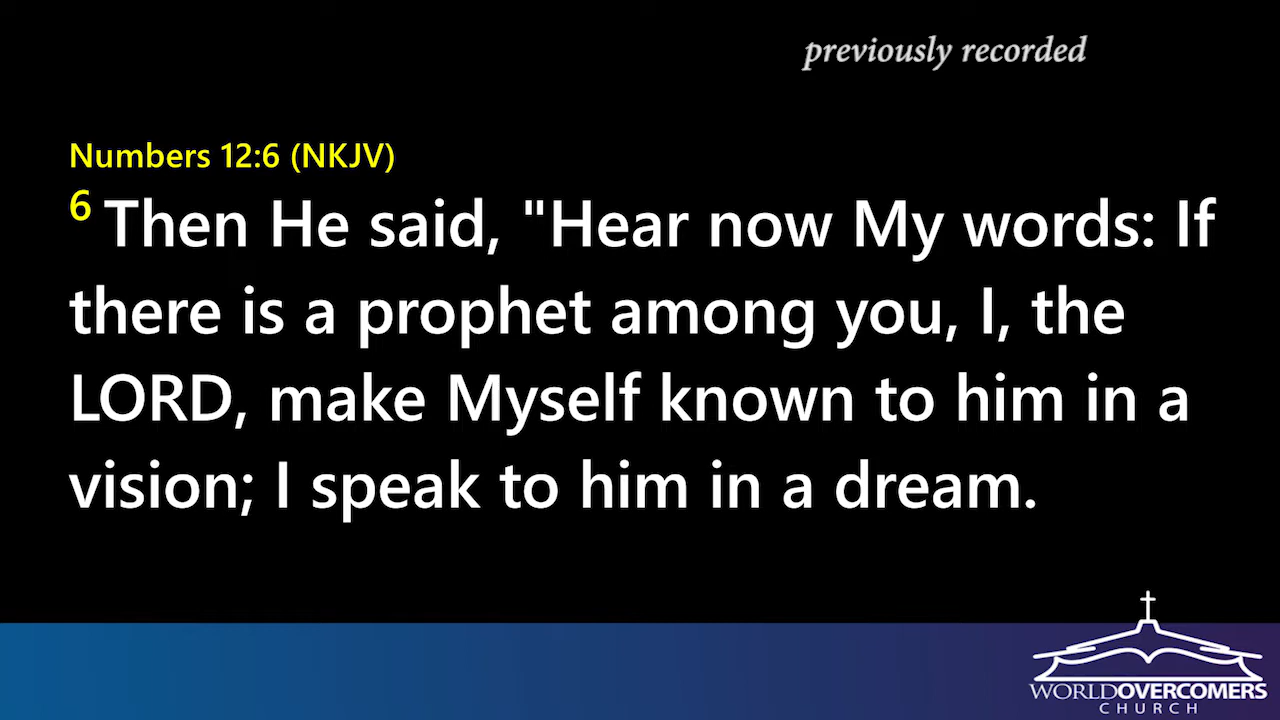 previously recorded
Numbers 12:6 (NKJV)
6 Then He said, "Hear now My words: If
there is a prophet among you, I, the
LORD, make Myself known to him in a
vision; I speak to him in a dream.
WORLDOVERCOMERS
CHURCH